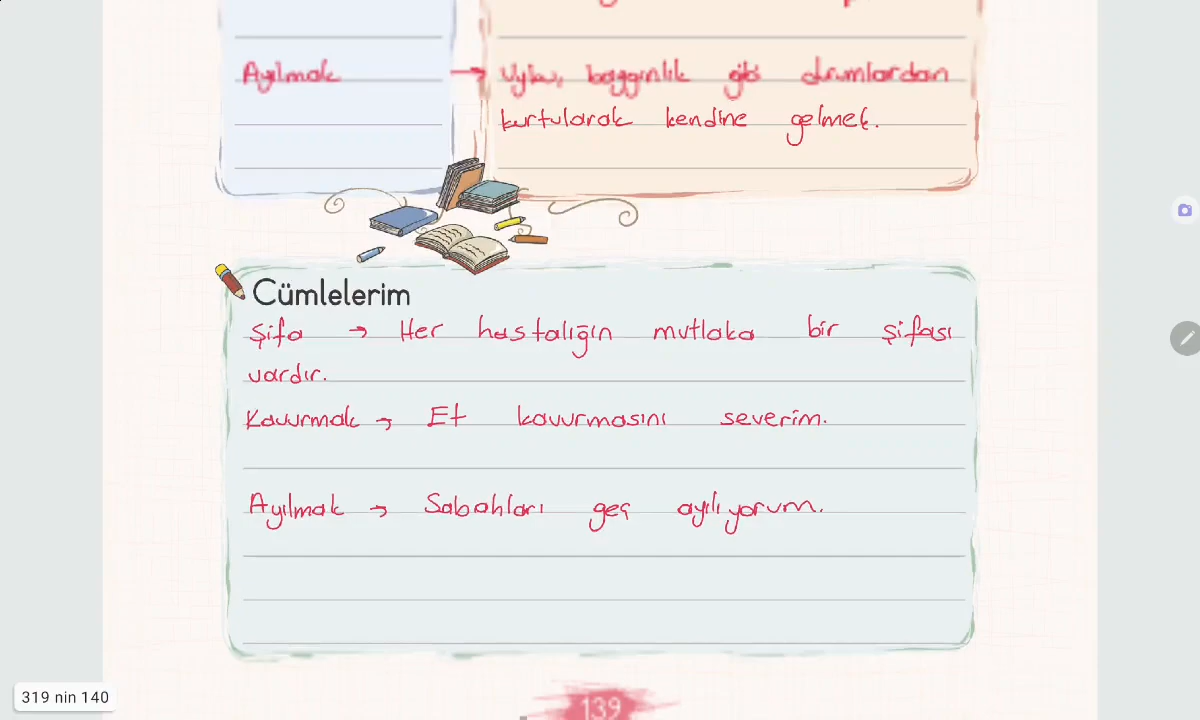 Ayılmak → Uyku, baygınlık gibi durumlardan
kurtularak kendine gelmek.
Cümlelerim
Şifa → Her hastalığın mutlaka bir şifası
vardır.
Kavurmak → Et kavurmasını severim.
Ayılmak → Sabahları geç ayılıyorum.
319 nin 140
139